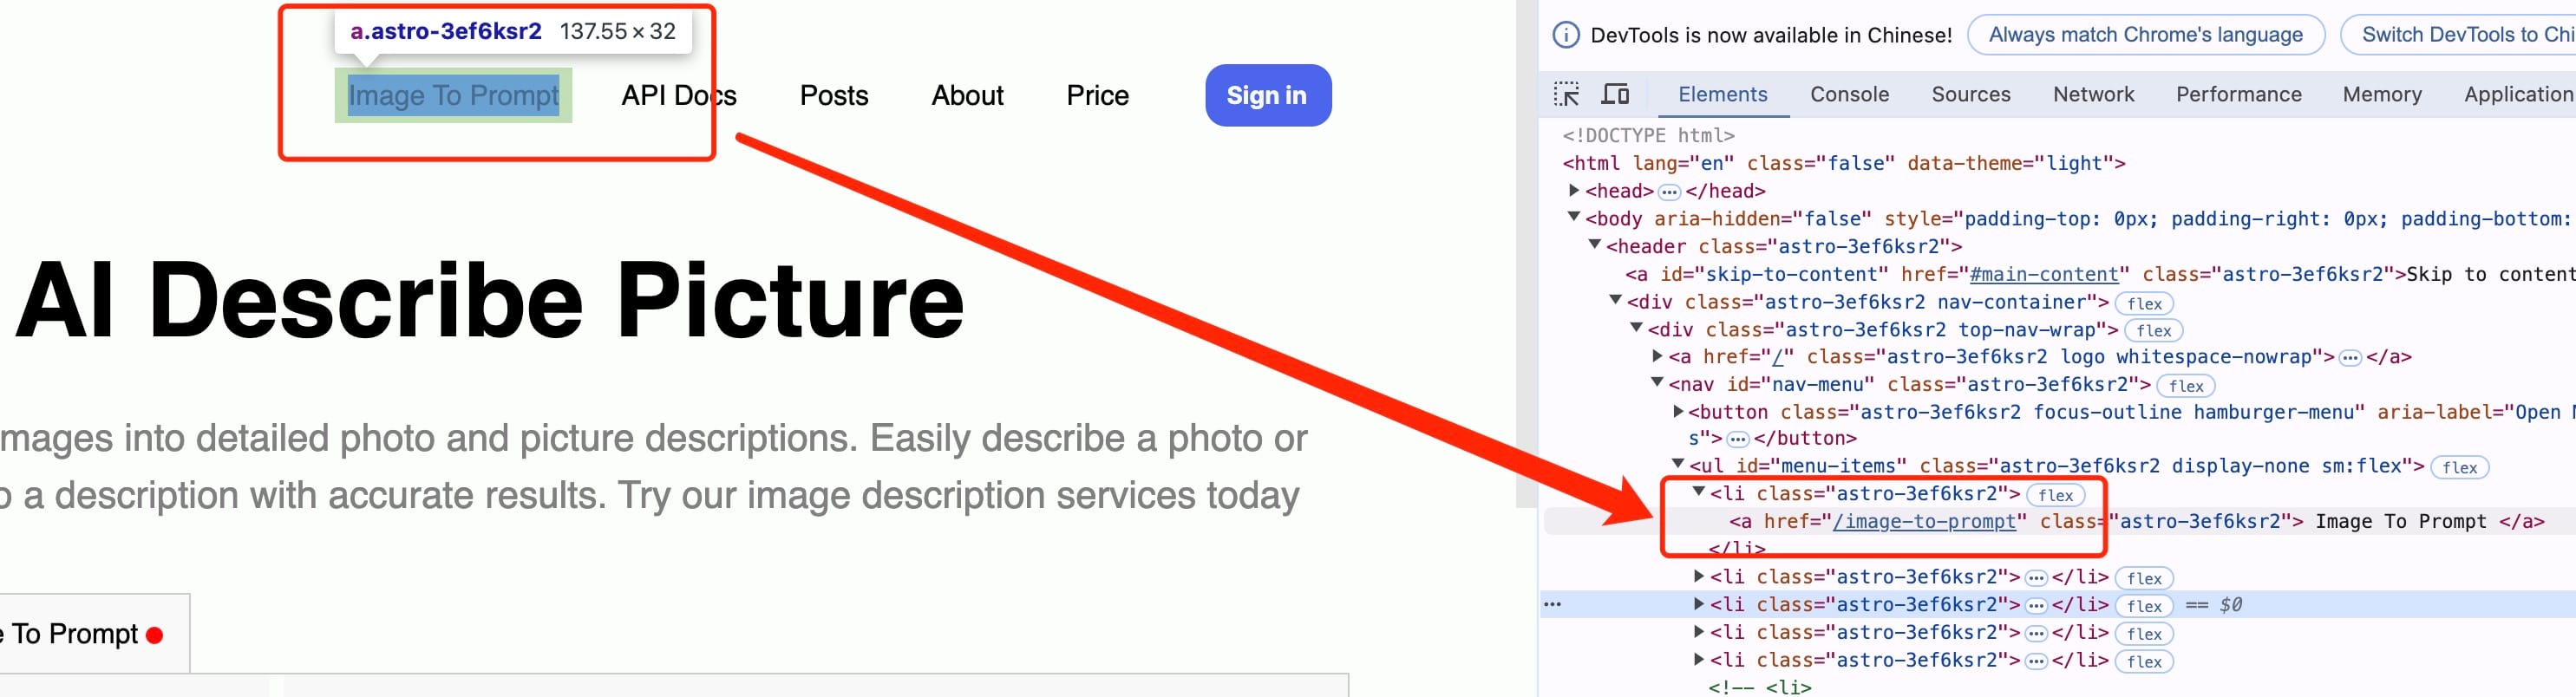 a.astro-3ef6ksr2 137.55 × 32
Image To Prompt API Docs Posts About Price Sign in
AI Describe Picture
mages into detailed photo and picture descriptions. Easily describe a photo or
o a description with accurate results. Try our image description services today
e To Prompt
DevTools is now available in Chinese! Always match Chrome's language Switch DevTools to Chi
Elements Console Sources Network Performance Memory Application
<!DOCTYPE html>
<html lang="en" class="false" data-theme="light">
<head> ⋯ </head>
<body aria-hidden="false" style="padding-top: 0px; padding-right: 0px; padding-bottom:
<header class="astro-3ef6ksr2">
<a id="skip-to-content" href="#main-content" class="astro-3ef6ksr2">Skip to content
<div class="astro-3ef6ksr2 nav-container"> flex
<div class="astro-3ef6ksr2 top-nav-wrap"> flex
<a href="/" class="astro-3ef6ksr2 logo whitespace-nowrap"> ⋯ </a>
<nav id="nav-menu" class="astro-3ef6ksr2"> flex
<button class="astro-3ef6ksr2 focus-outline hamburger-menu" aria-label="Open
s"> ⋯ </button>
<ul id="menu-items" class="astro-3ef6ksr2 display-none sm:flex"> flex
<li class="astro-3ef6ksr2"> flex
<a href="/image-to-prompt" class="astro-3ef6ksr2"> Image To Prompt </a>
</li>
<li class="astro-3ef6ksr2"> ⋯ </li> flex
<li class="astro-3ef6ksr2"> ⋯ </li> flex == $0
<li class="astro-3ef6ksr2"> ⋯ </li> flex
<li class="astro-3ef6ksr2"> ⋯ </li> flex
<!-- <li>